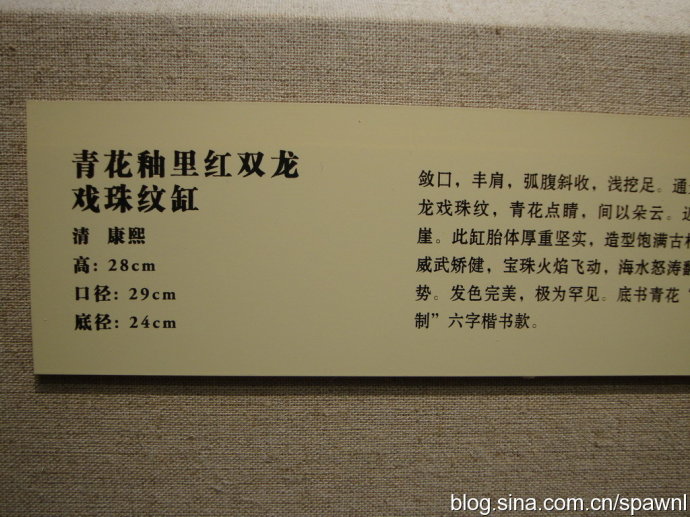 青花釉里红双龙
戏珠纹缸
清 康熙
高: 28cm
口径: 29cm
底径: 24cm
敛口，丰肩，弧腹斜收，浅挖足。通
龙戏珠纹，青花点睛，间以朵云。近
崖。此缸胎体厚重坚实，造型饱满古
威武矫健，宝珠火焰飞动，海水怒涛
势。发色完美，极为罕见。底书青花“
制”六字楷书款。
blog.sina.com.cn/spawnl